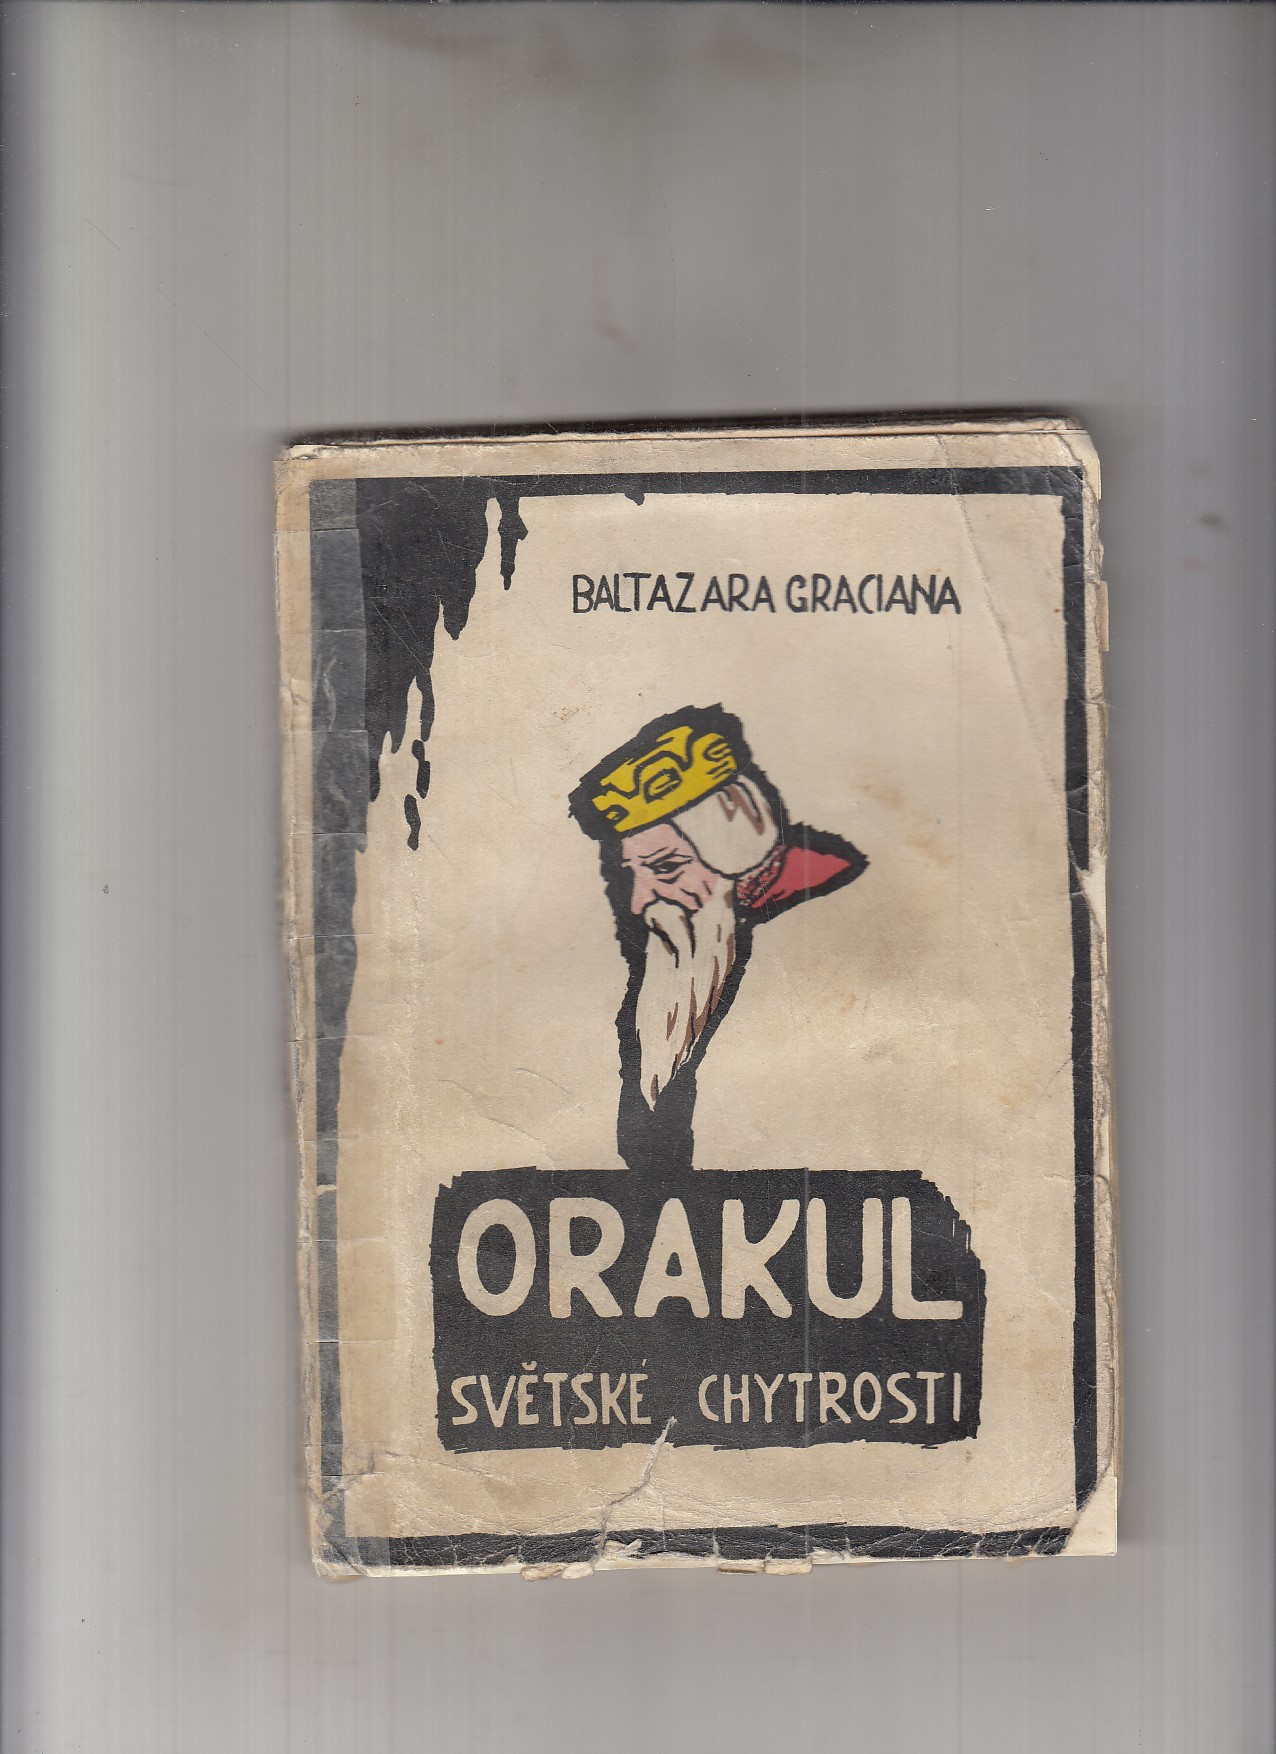 BALTAZARA GRACIANA
ORAKUL
SVĚTSKÉ CHYTROSTI